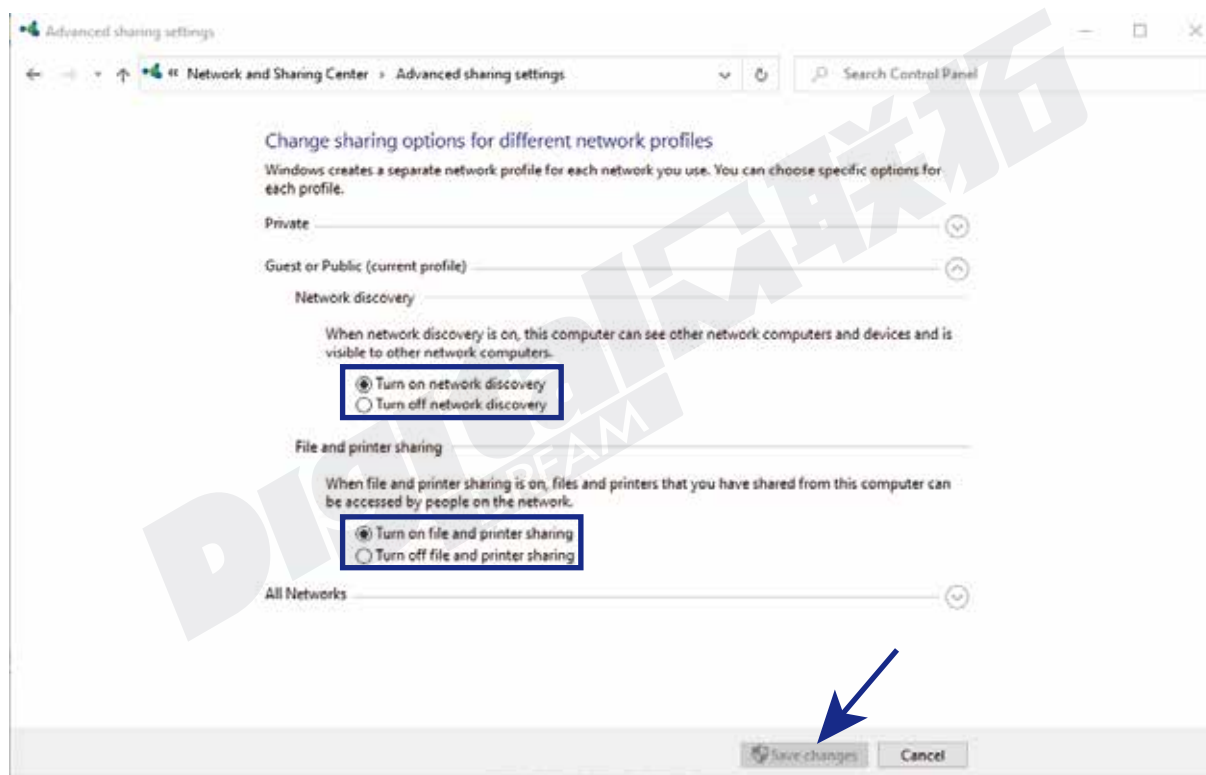 Advanced sharing settings
« Network and Sharing Center › Advanced sharing settings
Search Control Panel
Change sharing options for different network profiles
Windows creates a separate network profile for each network you use. You can choose specific options for
each profile.
Private
Guest or Public (current profile)
Network discovery
When network discovery is on, this computer can see other network computers and devices and is
visible to other network computers.
Turn on network discovery
Turn off network discovery
File and printer sharing
When file and printer sharing is on, files and printers that you have shared from this computer can
be accessed by people on the network.
Turn on file and printer sharing
Turn off file and printer sharing
All Networks
Save changes
Cancel
Digital 联拓